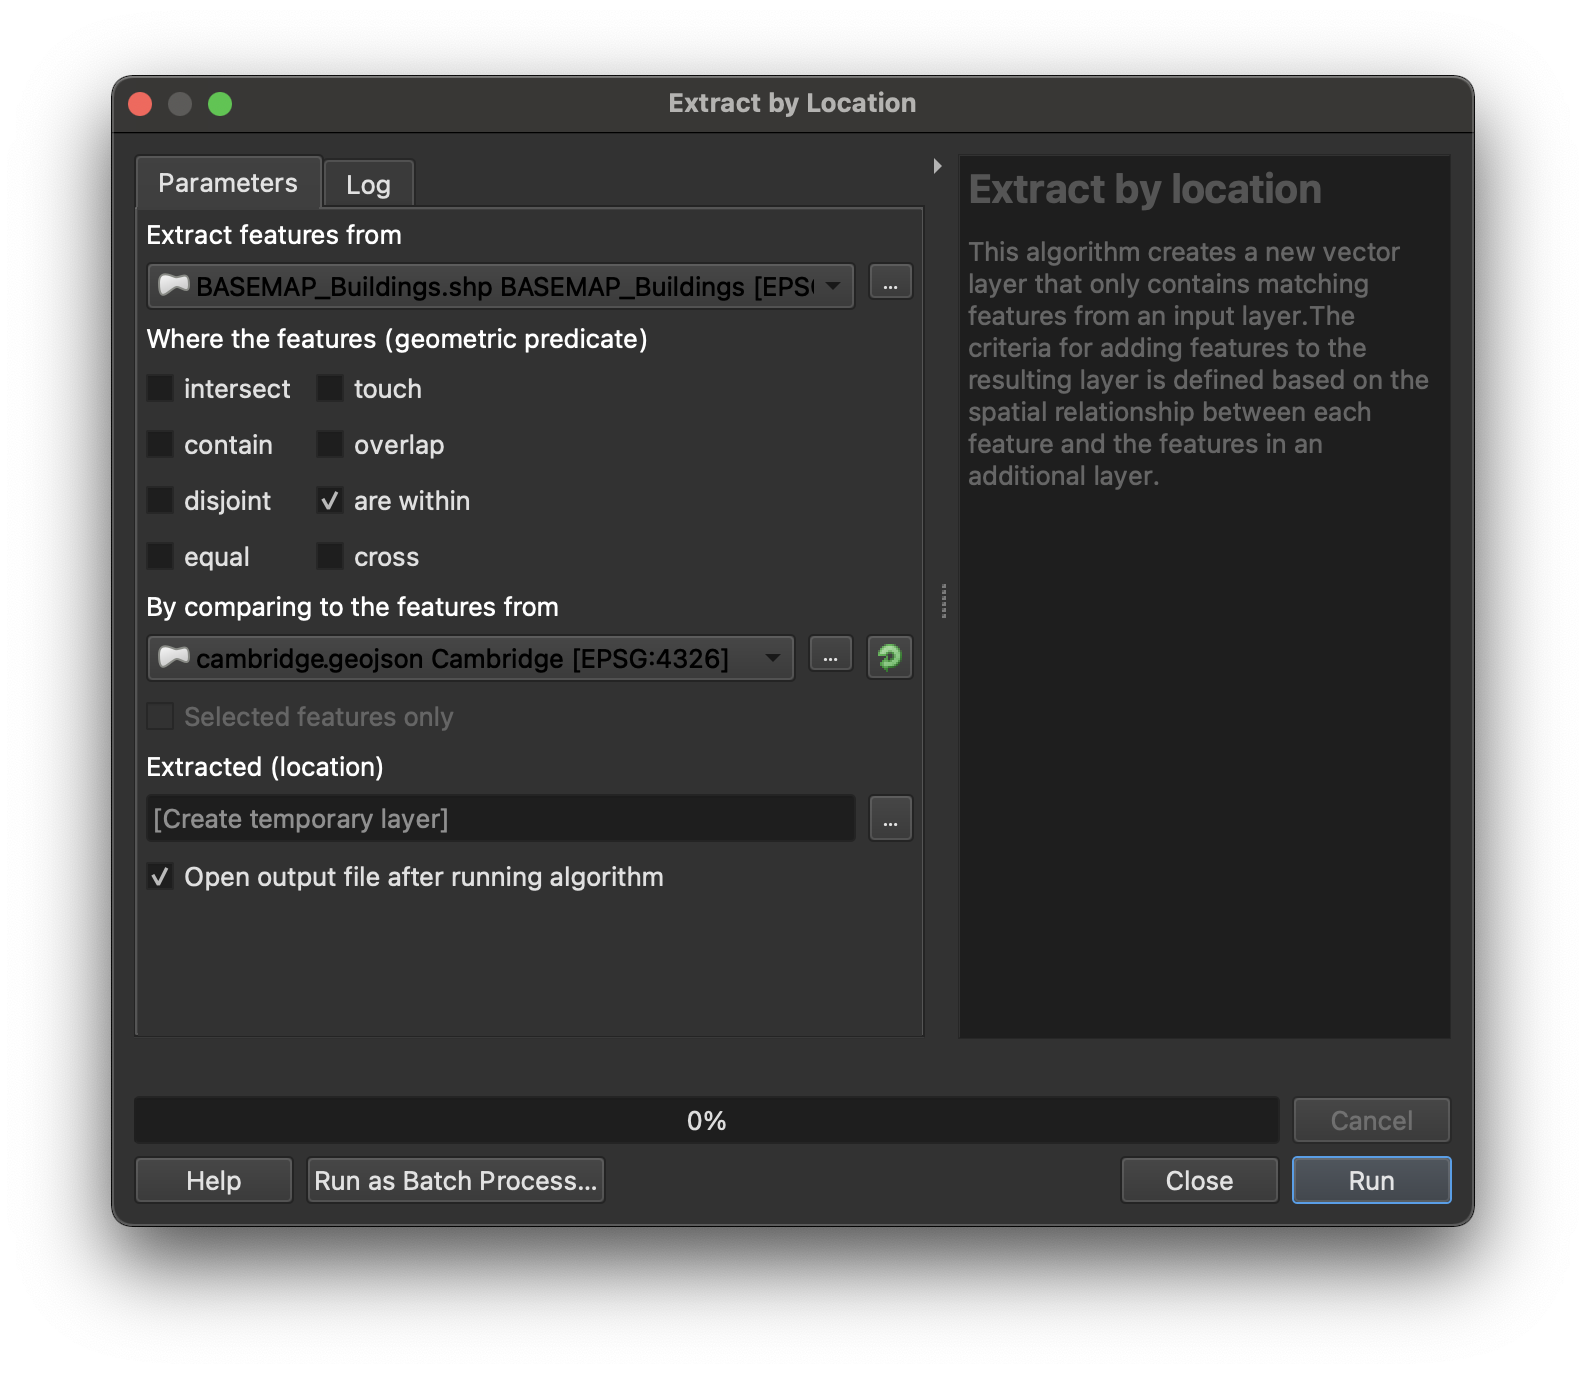 Extract by Location
Parameters
Log
Extract features from
BASEMAP_Buildings.shp BASEMAP_Buildings [EPS
...
Where the features (geometric predicate)
intersect
touch
contain
overlap
disjoint
are within
equal
cross
By comparing to the features from
cambridge.geojson Cambridge [EPSG:4326]
...
Selected features only
Extracted (location)
[Create temporary layer]
...
Open output file after running algorithm
Extract by location
This algorithm creates a new vector
layer that only contains matching
features from an input layer.The
criteria for adding features to the
resulting layer is defined based on the
spatial relationship between each
feature and the features in an
additional layer.
0%
Cancel
Help
Run as Batch Process...
Close
Run